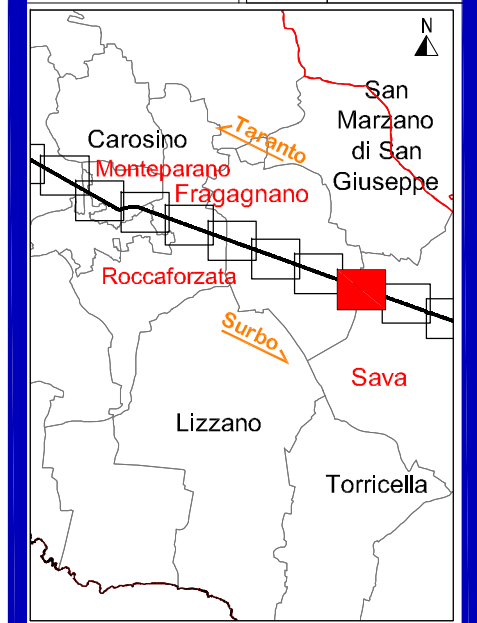 N
San
Marzano
di San
Giuseppe
Taranto
Carosino
Monteparano
Fragagnano
Roccaforzata
Surbo
Sava
Lizzano
Torricella